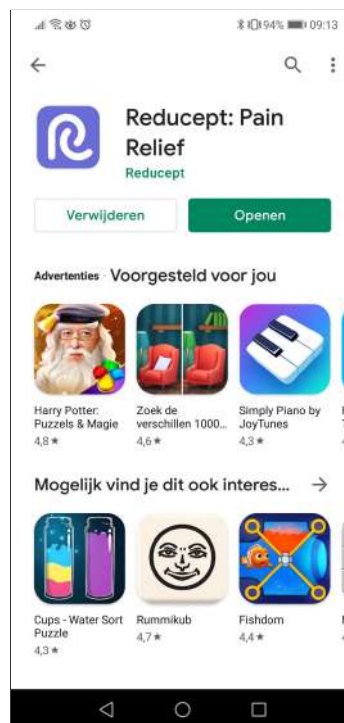 94% 09:13
Reducept: Pain
Relief
Reducept
Verwijderen
Openen
Advertenties · Voorgesteld voor jou
Harry Potter:
Puzzels & Magie
4,8 ★
Zoek de
verschillen 1000...
4,6 ★
Simply Piano by
JoyTunes
4,3 ★
Mogelijk vind je dit ook interes...
Cups - Water Sort
Puzzle
4,3 ★
Rummikub
4,7 ★
Fishdom
4,4 ★